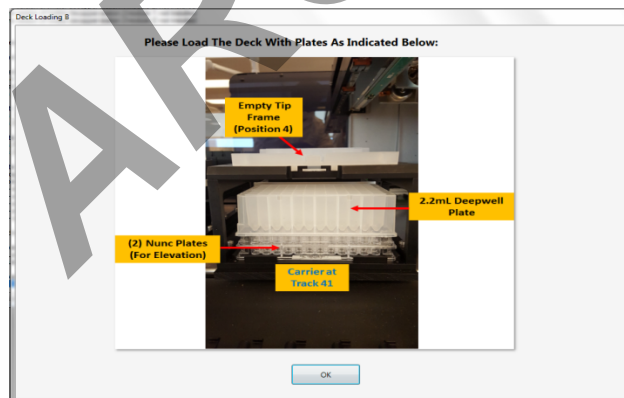 Deck Loading 8
Please Load The Deck With Plates As Indicated Below:
Empty Tip
Frame
(Position 4)
2.2mL Deepwell
Plate
(2) Nunc Plates
(For Elevation)
Carrier at
Track 41
OK